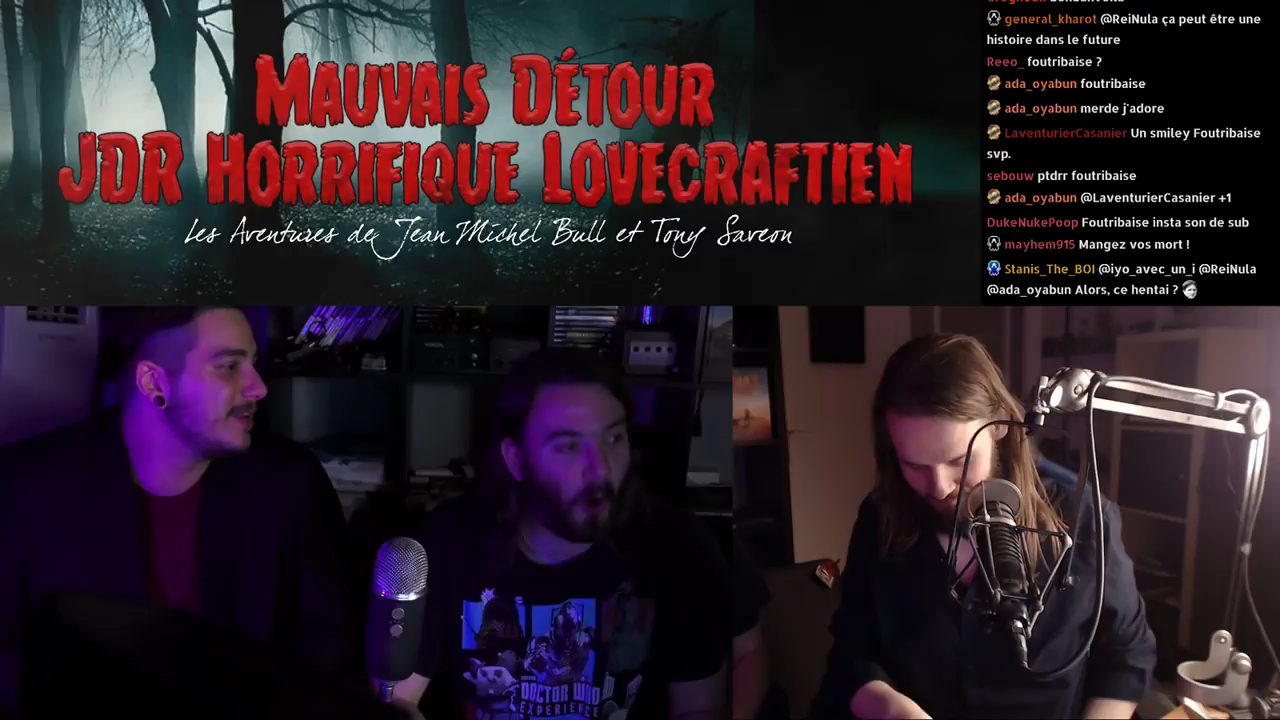 Mauvais Détour
JDR Horrifique Lovecraftien
Les Aventures de Jean Michel Bull et Tony Saveon
general_kharot @ReiNula ça peut être une
histoire dans le future
Reeo_ foutribaise ?
ada_oyabun foutribaise
ada_oyabun merde j'adore
LaventurierCasanier Un smiley Foutribaise
svp.
sebouw ptdrr foutribaise
ada_oyabun @LaventurierCasanier +1
DukeNukePoop Foutribaise insta son de sub
mayhem915 Mangez vos mort !
Stanis_The_BOI @iyo_avec_un_i @ReiNula
@ada_oyabun Alors, ce hentai ?
DOCTOR WHO
EXPERIENCE